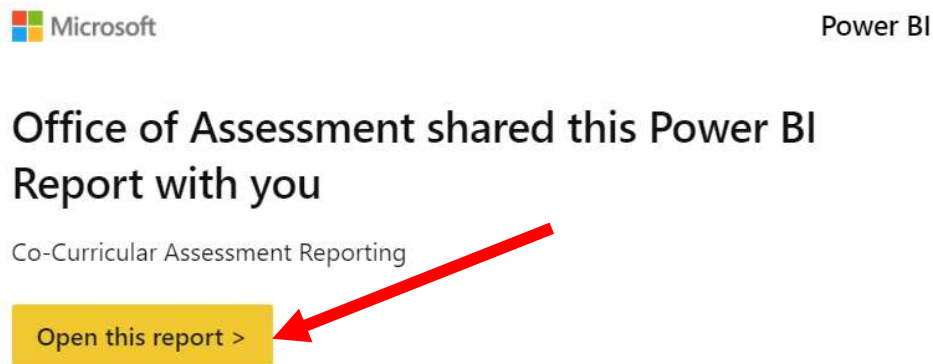 Microsoft
Power BI
Office of Assessment shared this Power BI
Report with you
Co-Curricular Assessment Reporting
Open this report >